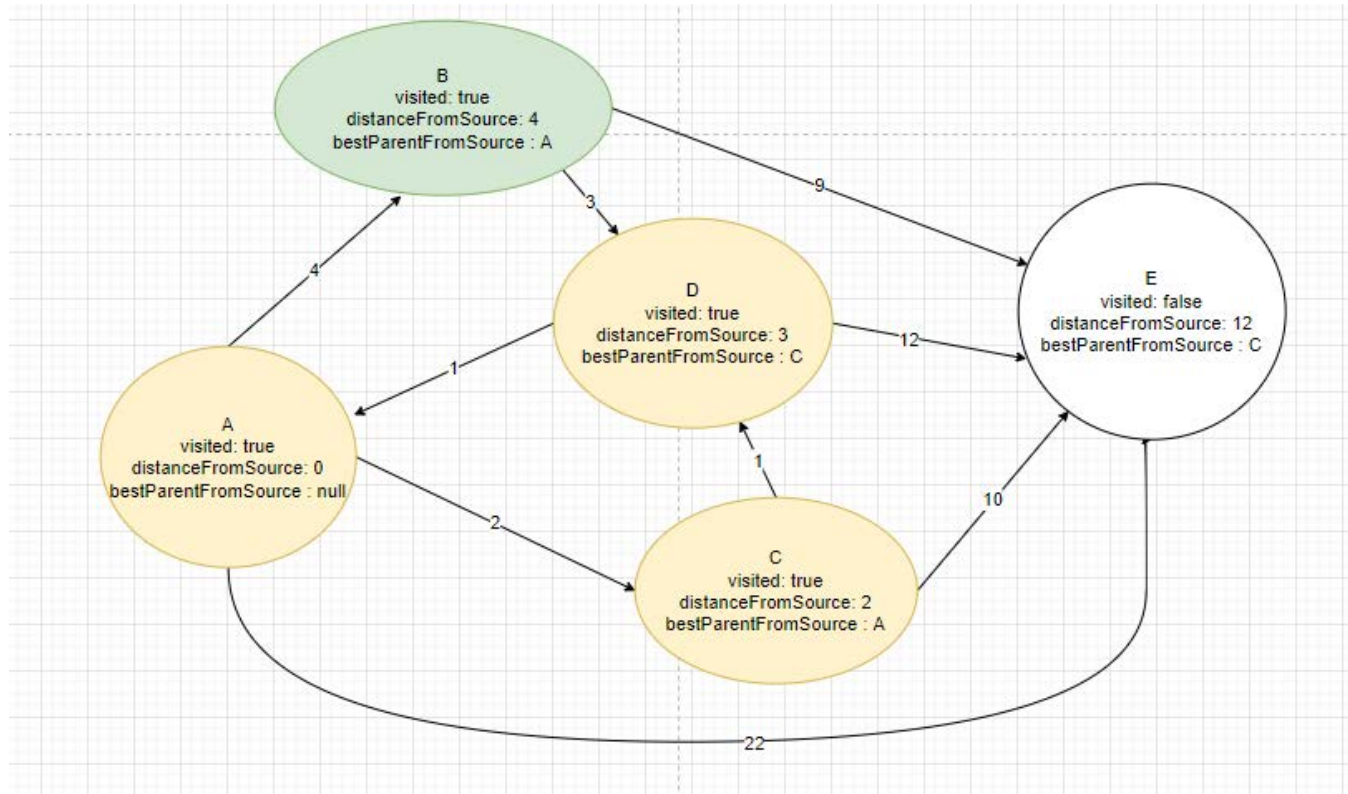 B
visited: true
distanceFromSource: 4
bestParentFromSource : A
9
3
4
D
visited: true
distanceFromSource: 3
bestParentFromSource : C
E
visited: false
distanceFromSource: 12
bestParentFromSource : C
12
1
A
visited: true
distanceFromSource: 0
bestParentFromSource : null
1
2
10
C
visited: true
distanceFromSource: 2
bestParentFromSource : A
22